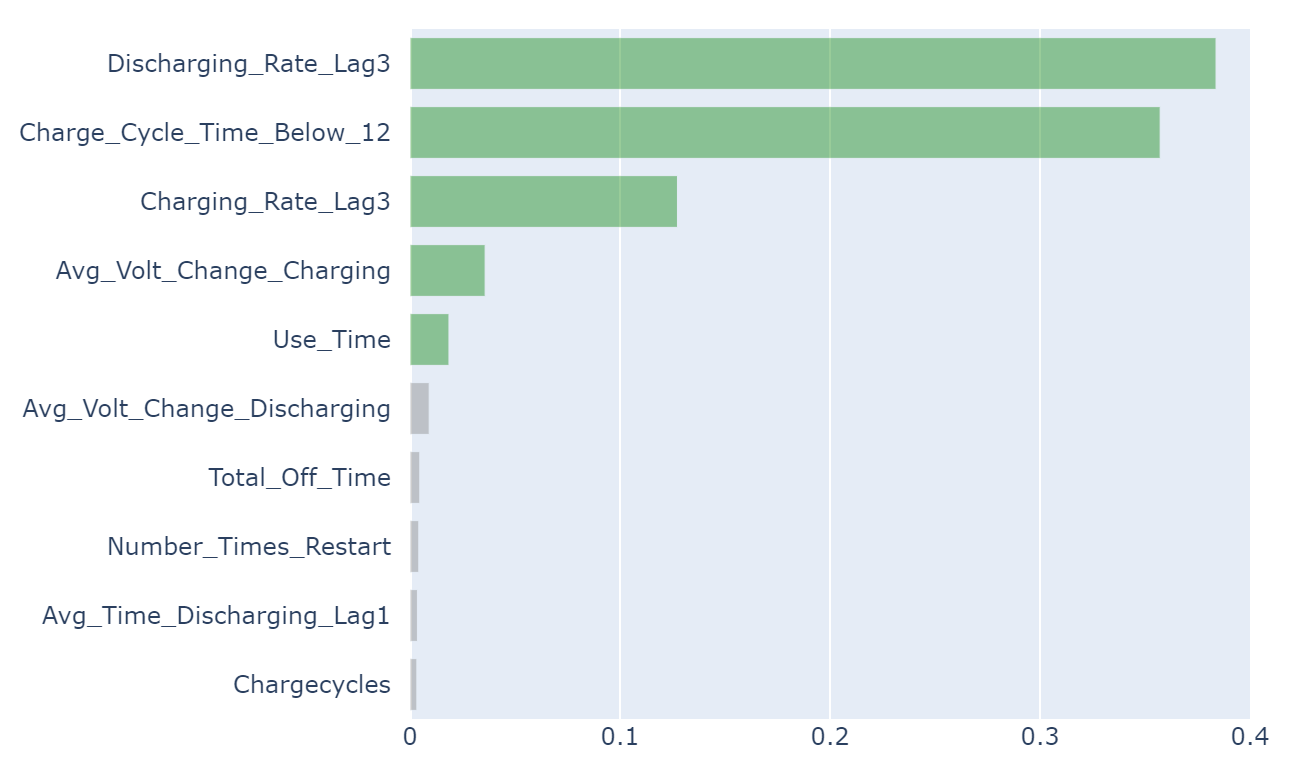 Discharging_Rate_Lag3
Charge_Cycle_Time_Below_12
Charging_Rate_Lag3
Avg_Volt_Change_Charging
Use_Time
Avg_Volt_Change_Discharging
Total_Off_Time
Number_Times_Restart
Avg_Time_Discharging_Lag1
Chargecycles
0 0.1 0.2 0.3 0.4